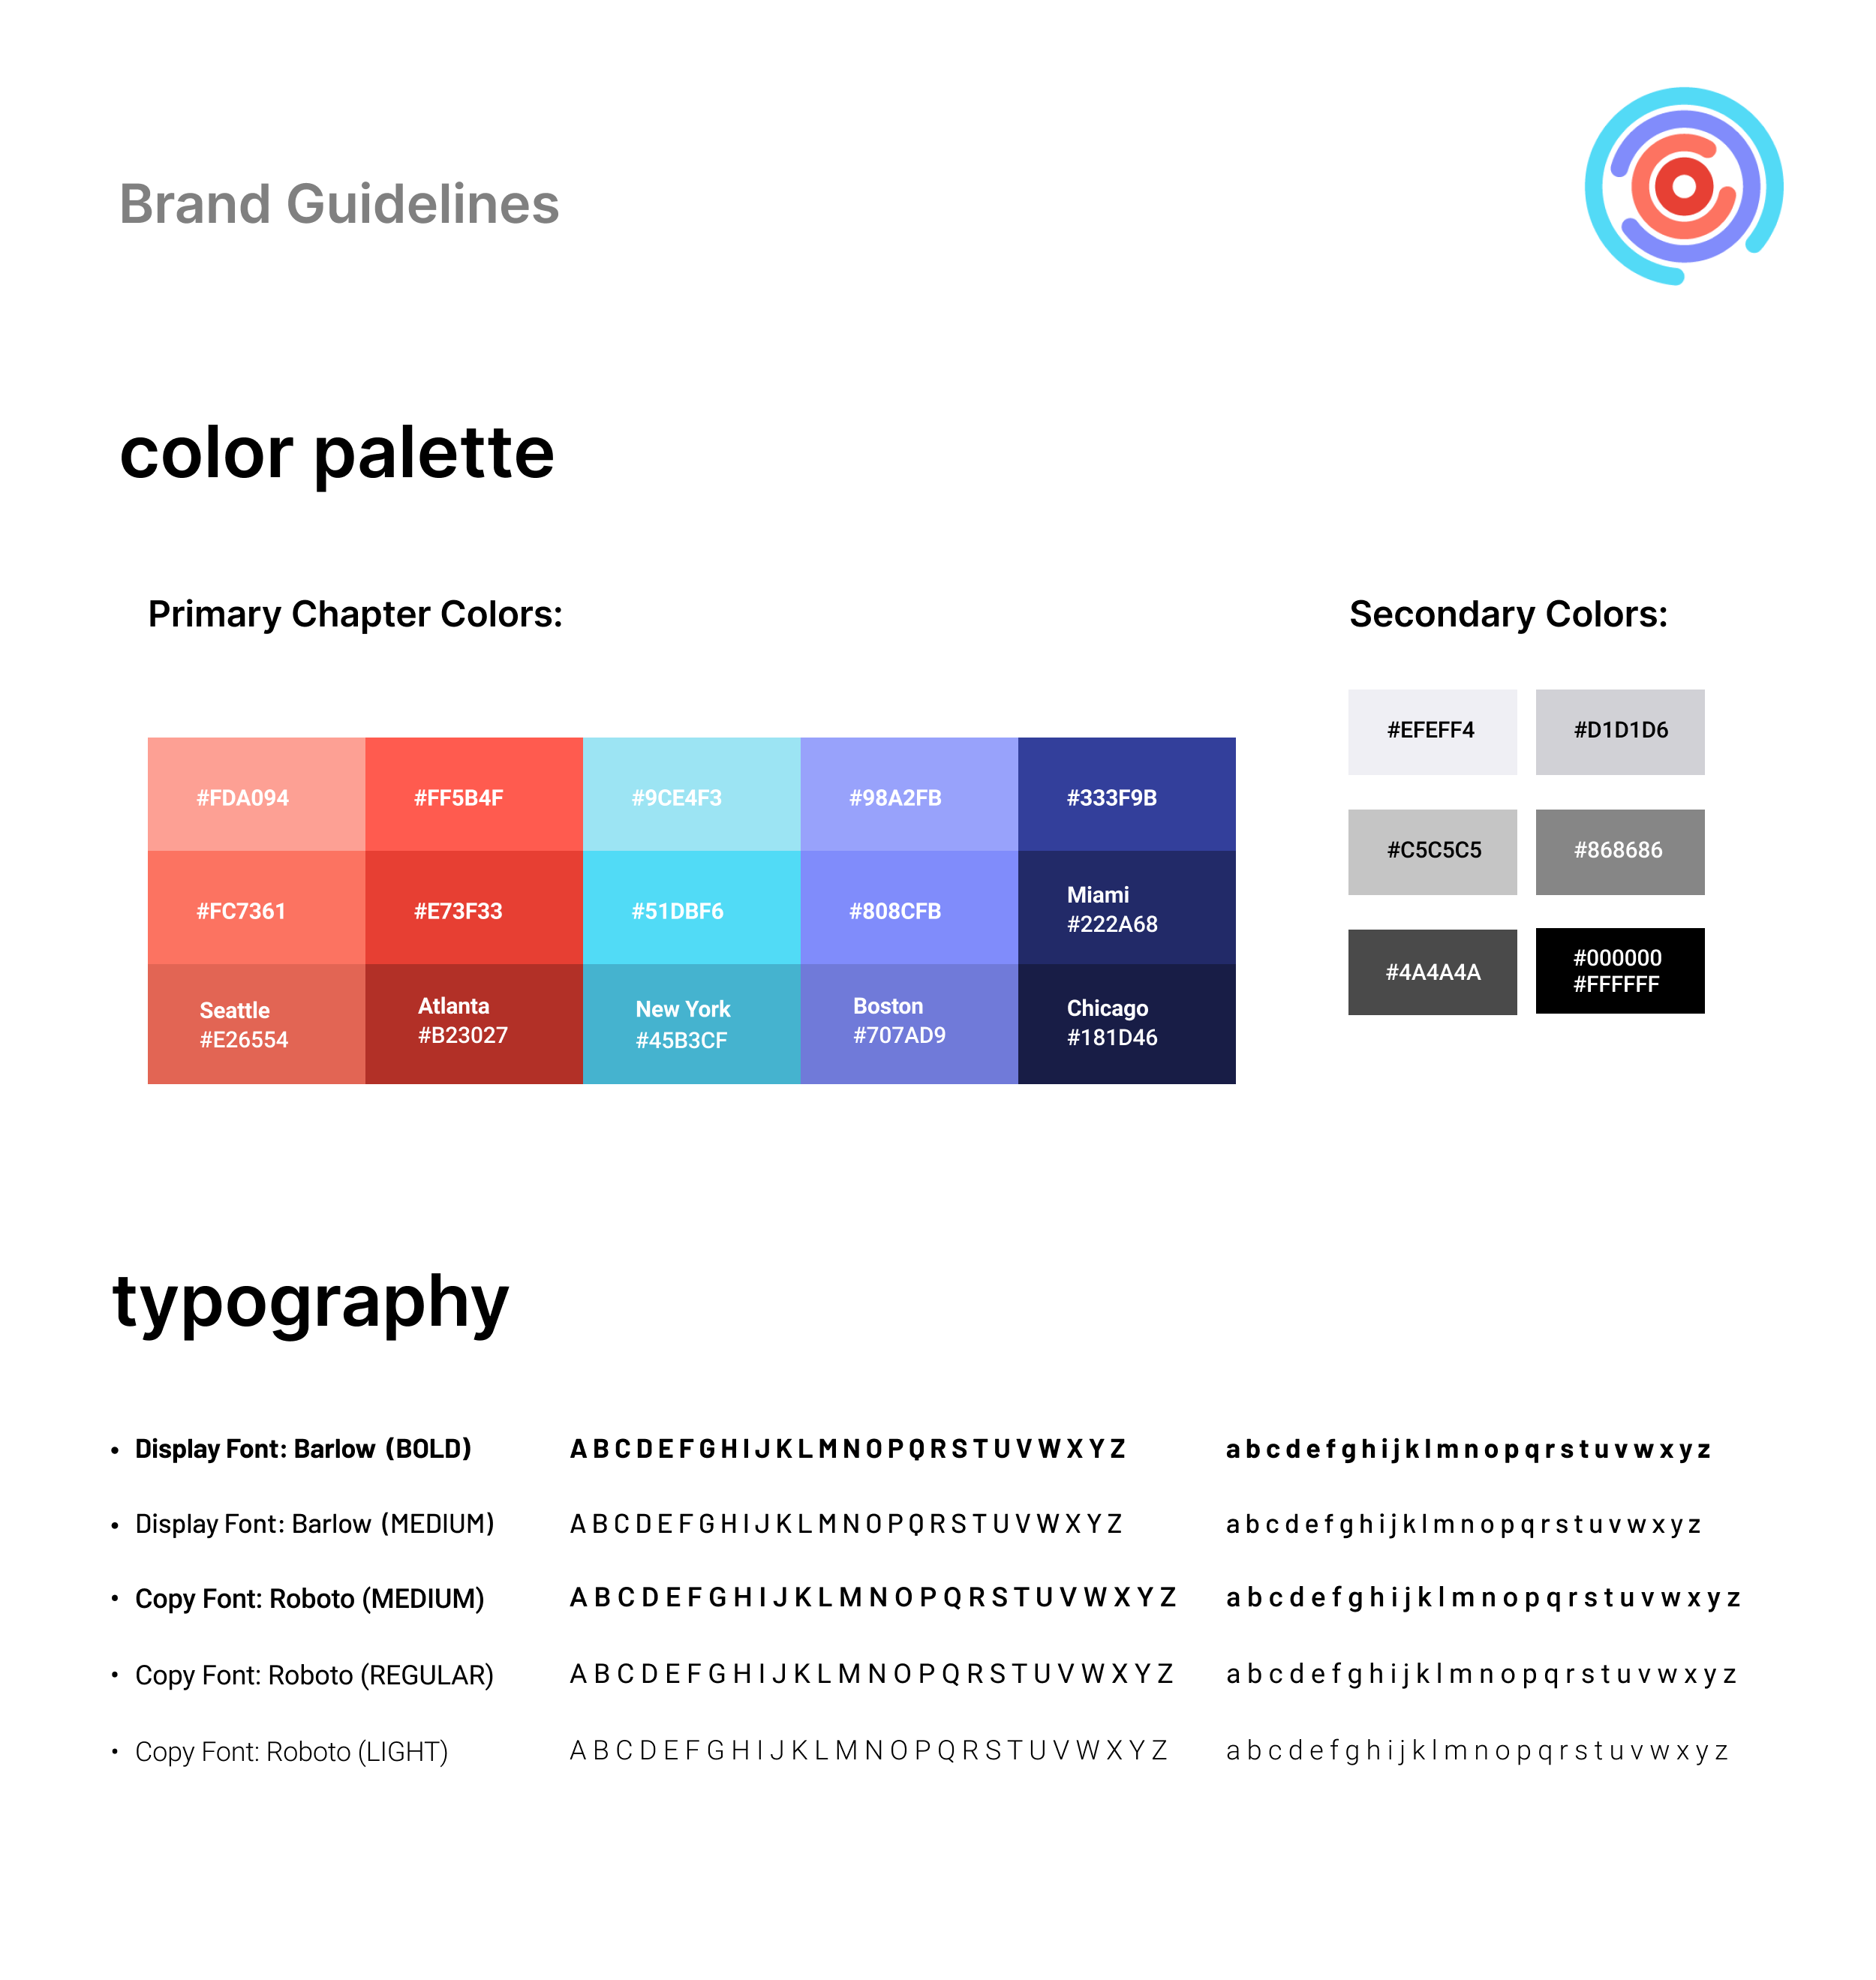 Brand Guidelines
color palette
Primary Chapter Colors:
#FDA094
#FF5B4F
#9CE4F3
#98A2FB
#333F9B
#FC7361
#E73F33
#51DBF6
#808CFB
Miami
#222A68
Seattle
#E26554
Atlanta
#B23027
New York
#45B3CF
Boston
#707AD9
Chicago
#181D46
Secondary Colors:
#EFEFF4
#D1D1D6
#C5C5C5
#868686
#4A4A4A
#000000
#FFFFFF
typography
• Display Font: Barlow (BOLD)
A B C D E F G H I J K L M N O P Q R S T U V W X Y Z
a b c d e f g h i j k l m n o p q r s t u v w x y z
• Display Font: Barlow (MEDIUM)
A B C D E F G H I J K L M N O P Q R S T U V W X Y Z
a b c d e f g h i j k l m n o p q r s t u v w x y z
• Copy Font: Roboto (MEDIUM)
A B C D E F G H I J K L M N O P Q R S T U V W X Y Z
a b c d e f g h i j k l m n o p q r s t u v w x y z
• Copy Font: Roboto (REGULAR)
A B C D E F G H I J K L M N O P Q R S T U V W X Y Z
a b c d e f g h i j k l m n o p q r s t u v w x y z
• Copy Font: Roboto (LIGHT)
A B C D E F G H I J K L M N O P Q R S T U V W X Y Z
a b c d e f g h i j k l m n o p q r s t u v w x y z